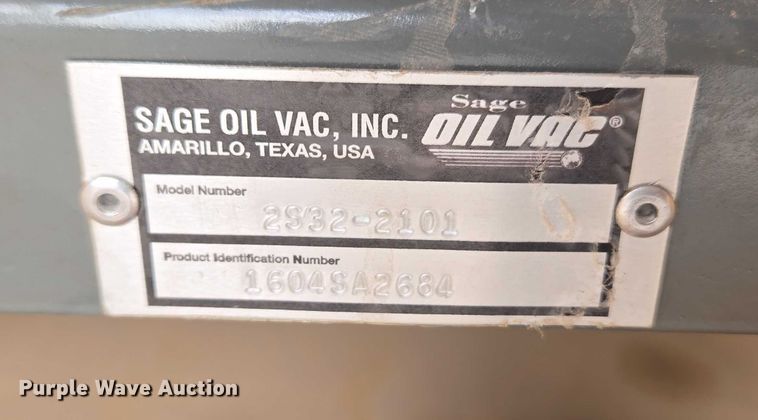 SAGE OIL VAC, INC.
AMARILLO, TEXAS, USA
Sage
OIL VAC®
Model Number
2S32-2101
Product Identification Number
1604SA2684
Purple Wave Auction